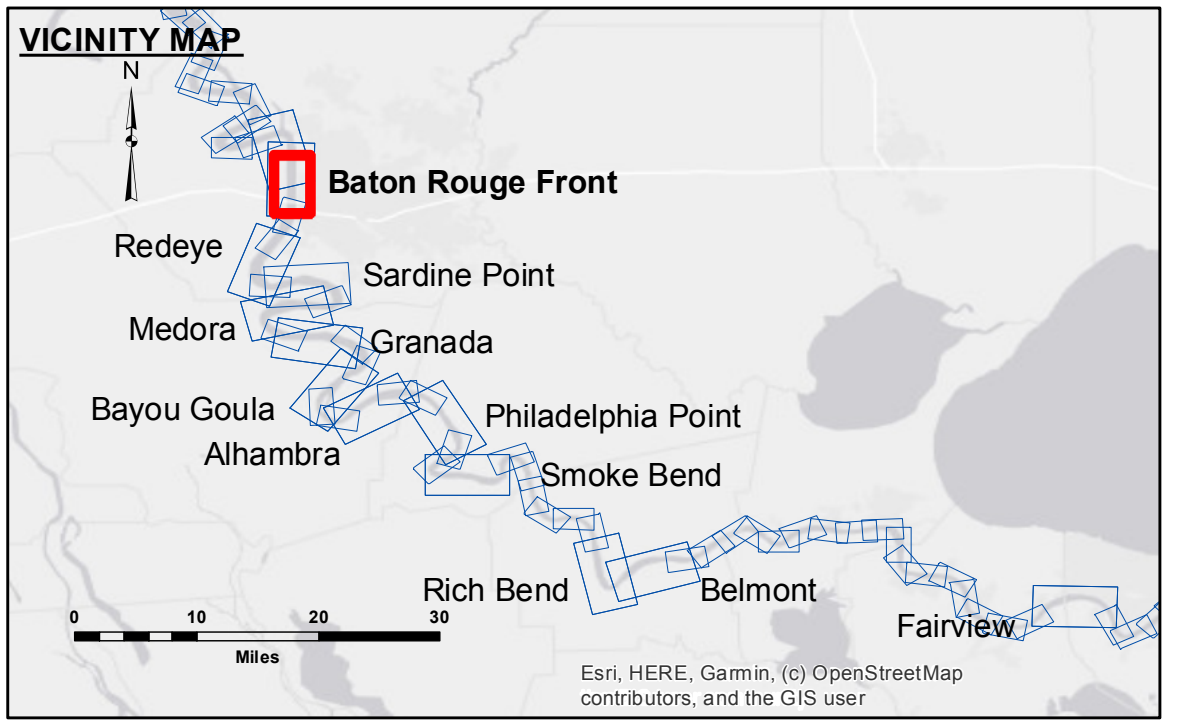 VICINITY MAP
N
Baton Rouge Front
Redeye
Sardine Point
Medora
Granada
Bayou Goula
Philadelphia Point
Alhambra
Smoke Bend
Rich Bend
Belmont
Fairview
0 10 20 30
Miles
Esri, HERE, Garmin, (c) OpenStreetMap
contributors, and the GIS user